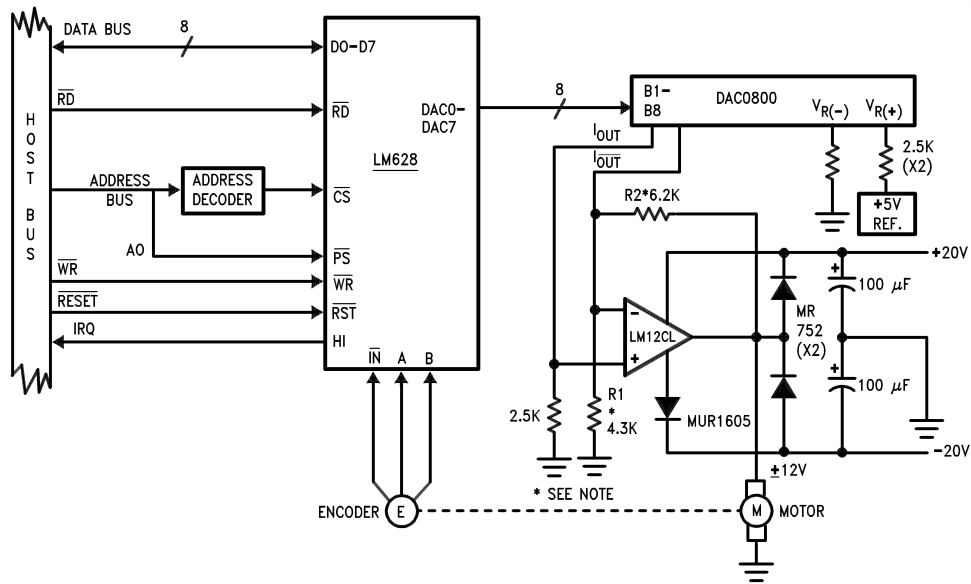 HOST BUS
DATA BUS
8
D0-D7
RD
RD
ADDRESS
BUS
ADDRESS
DECODER
CS
A0
PS
WR
WR
RESET
RST
IRQ
HI
LM628
DAC0-
DAC7
IN A B
ENCODER
E
8
B1-
B8
DAC0800
VR(-)
VR(+)
IOUT
IOUT
2.5K
(X2)
+5V
REF.
R2*6.2K
+20V
+
100 μF
MR
752
(X2)
-
LM12CL
+
+
100 μF
2.5K
R1
*
4.3K
MUR1605
-20V
±12V
* SEE NOTE
M
MOTOR